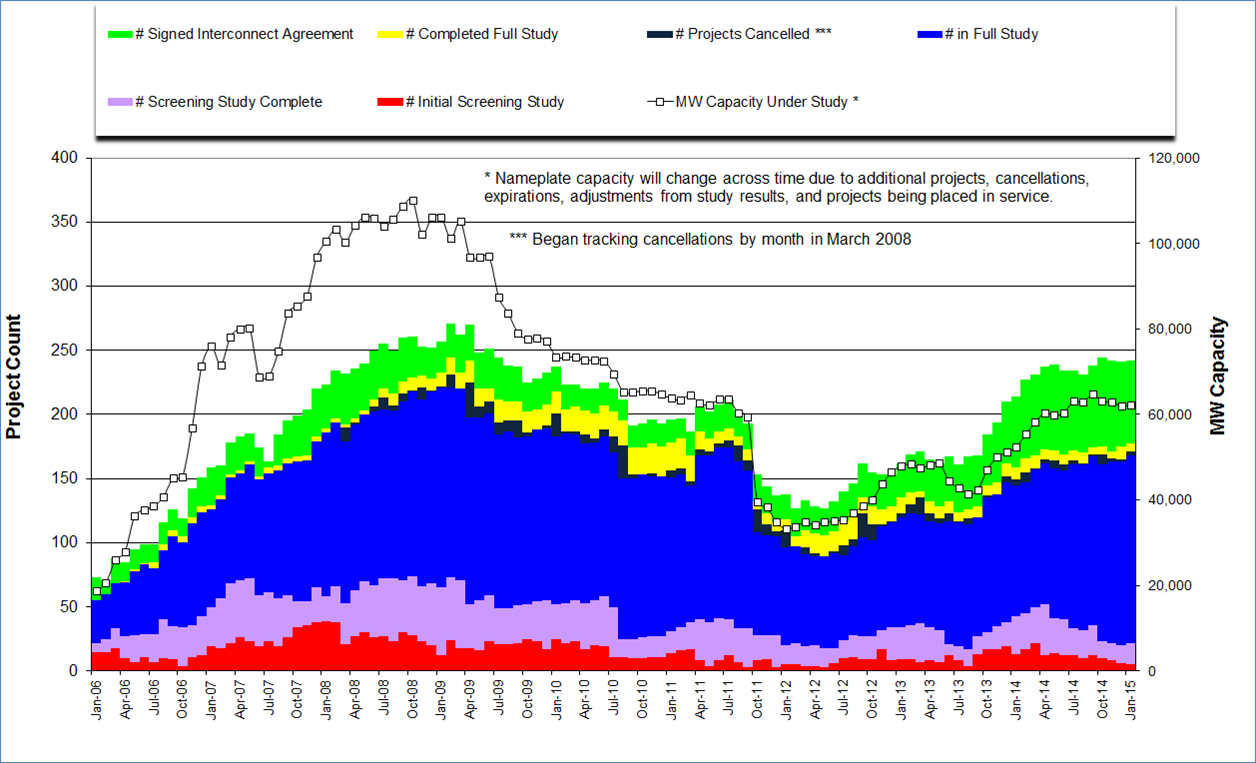 # Signed Interconnect Agreement
# Completed Full Study
# Projects Cancelled ***
# in Full Study
# Screening Study Complete
# Initial Screening Study
MW Capacity Under Study *
* Nameplate capacity will change across time due to additional projects, cancellations,
expirations, adjustments from study results, and projects being placed in service.
*** Began tracking cancellations by month in March 2008
Project Count
400
350
300
250
200
150
100
50
0
MW Capacity
120,000
100,000
80,000
60,000
40,000
20,000
0
Jan-06
Apr-06
Jul-06
Oct-06
Jan-07
Apr-07
Jul-07
Oct-07
Jan-08
Apr-08
Jul-08
Oct-08
Jan-09
Apr-09
Jul-09
Oct-09
Jan-10
Apr-10
Jul-10
Oct-10
Jan-11
Apr-11
Jul-11
Oct-11
Jan-12
Apr-12
Jul-12
Oct-12
Jan-13
Apr-13
Jul-13
Oct-13
Jan-14
Apr-14
Jul-14
Oct-14
Jan-15